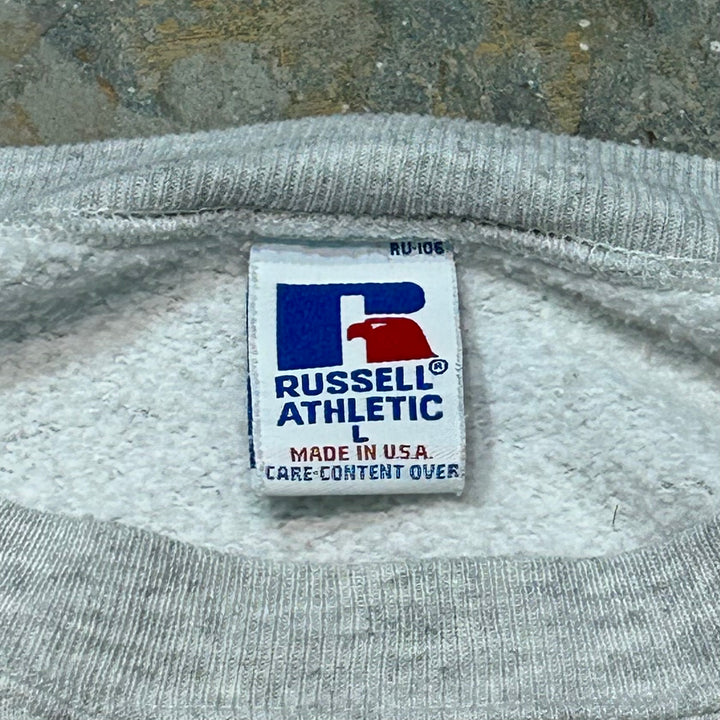 RU-106
RUSSELL®
ATHLETIC
L
MADE IN U.S.A.
CARE-CONTENT OVER